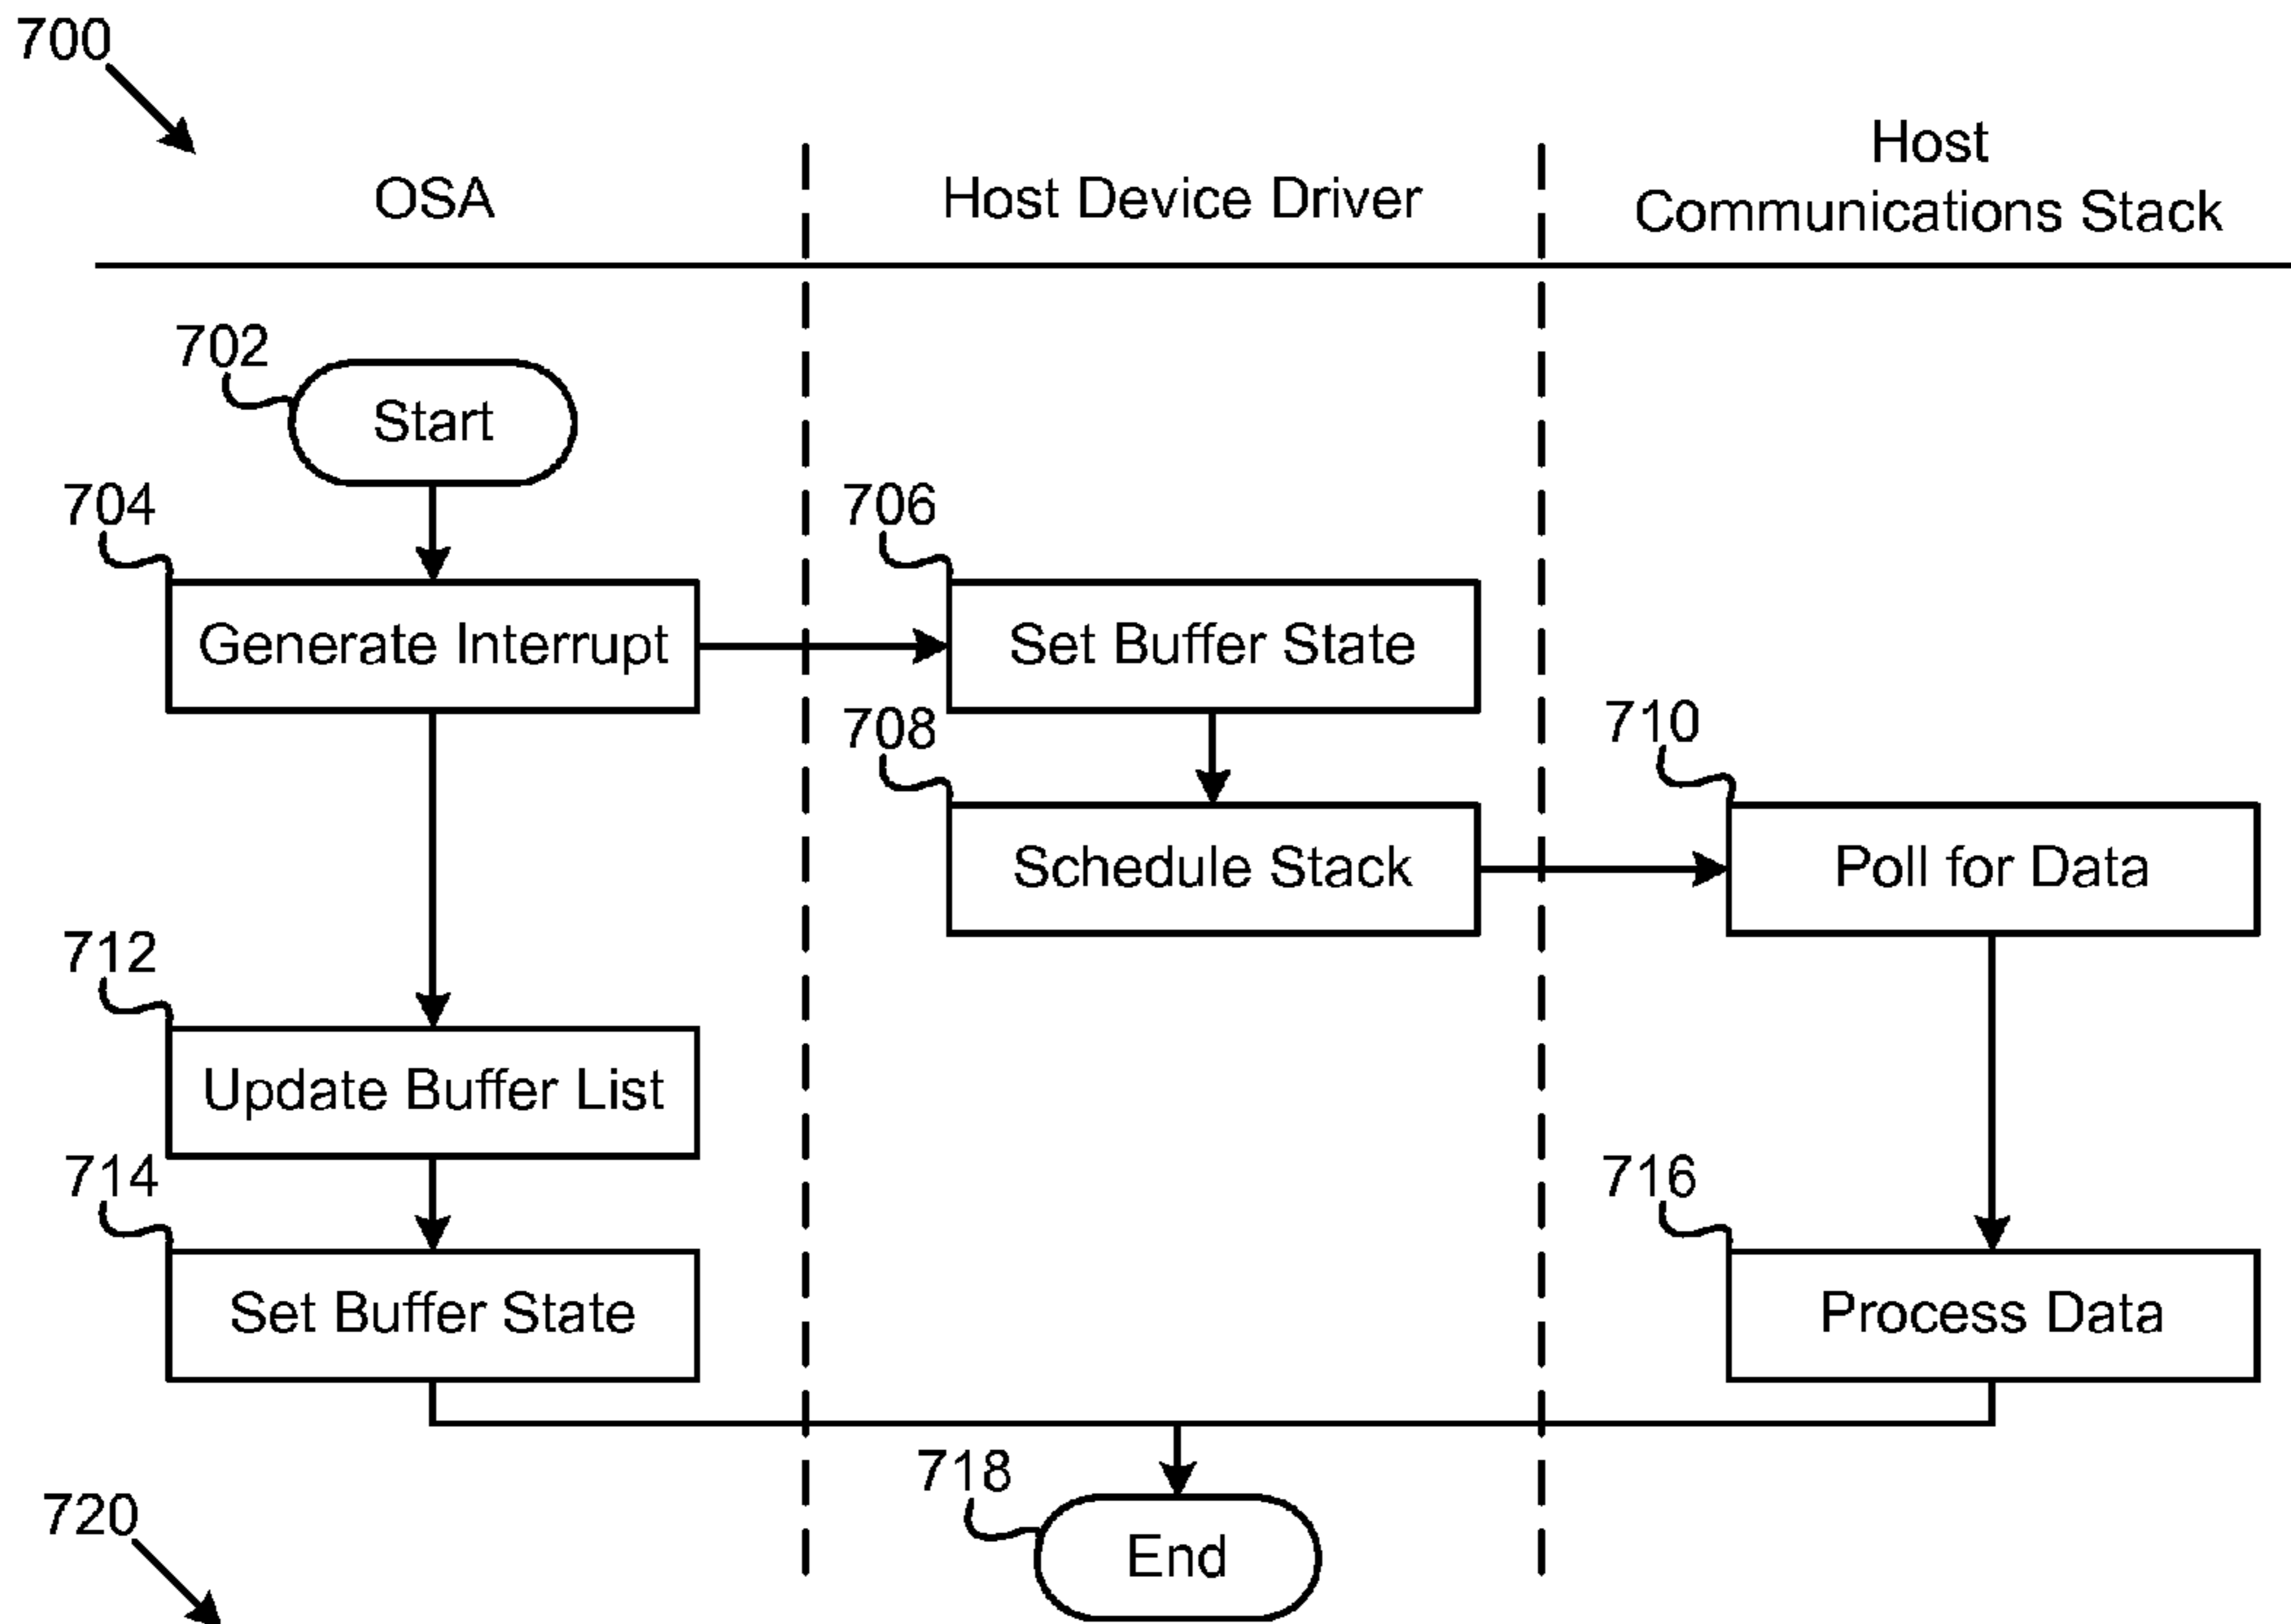 700
OSA
Host Device Driver
Host
Communications Stack
702
Start
704
Generate Interrupt
706
Set Buffer State
708
Schedule Stack
710
Poll for Data
712
Update Buffer List
714
Set Buffer State
716
Process Data
718
End
720